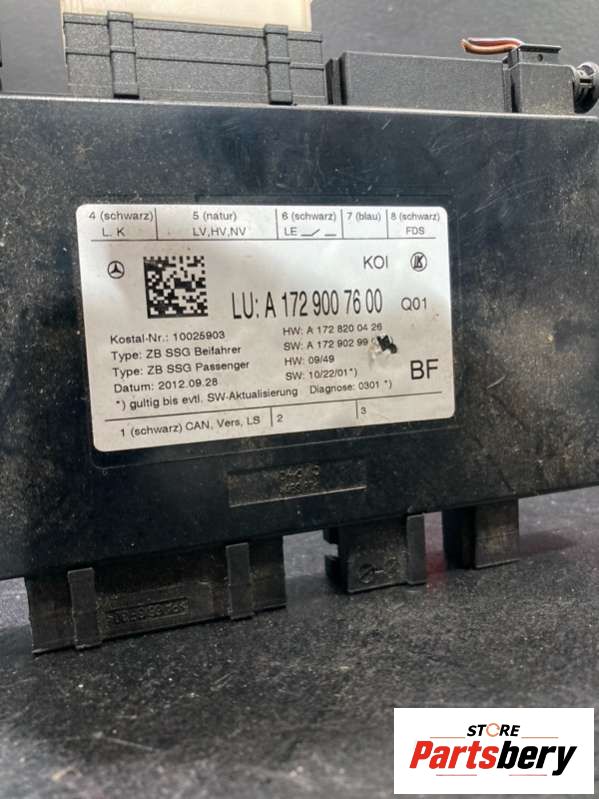 4 (schwarz) 5 (natur) 6 (schwarz) 7 (blau) 8 (schwarz)
L. K LV,HV,NV LE FDS
KOI
LU: A 172 900 76 00 Q01
Kostal-Nr.: 10025903 HW: A 172 820 04 26
Type: ZB SSG Beifahrer SW: A 172 902 99
Type: ZB SSG Passenger HW: 09/49
Datum: 2012.09.28 SW: 10/22/01*) BF
*) gultig bis evtl. SW-Aktualisierung Diagnose: 0301 *)
1 (schwarz) CAN, Vers, LS 2 3
STORE
Partsbery